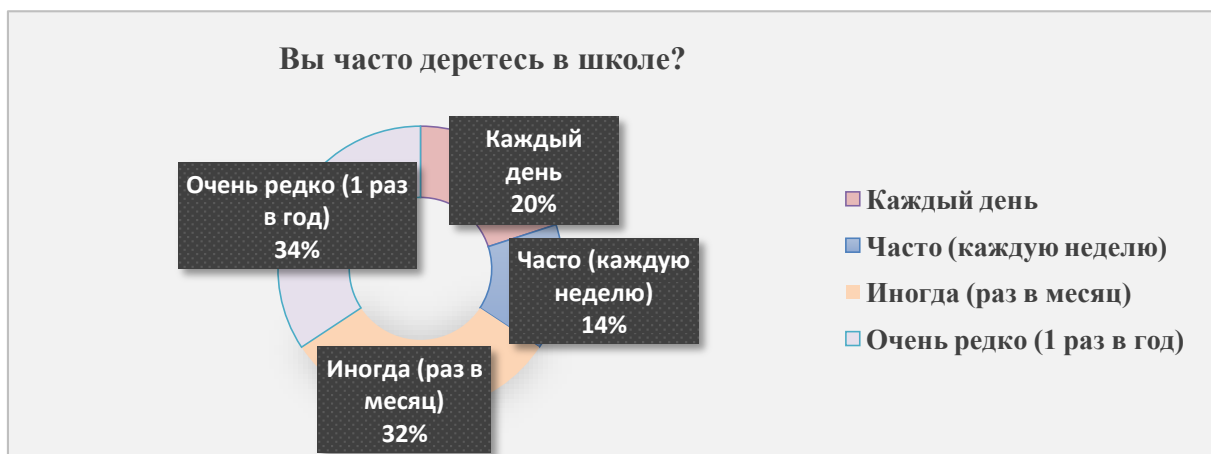 Вы часто деретесь в школе?
Каждый
день
20%
Очень редко (1 раз
в год)
34%
Часто (каждую
неделю)
14%
Иногда (раз в
месяц)
32%
Каждый день
Часто (каждую неделю)
Иногда (раз в месяц)
Очень редко (1 раз в год)